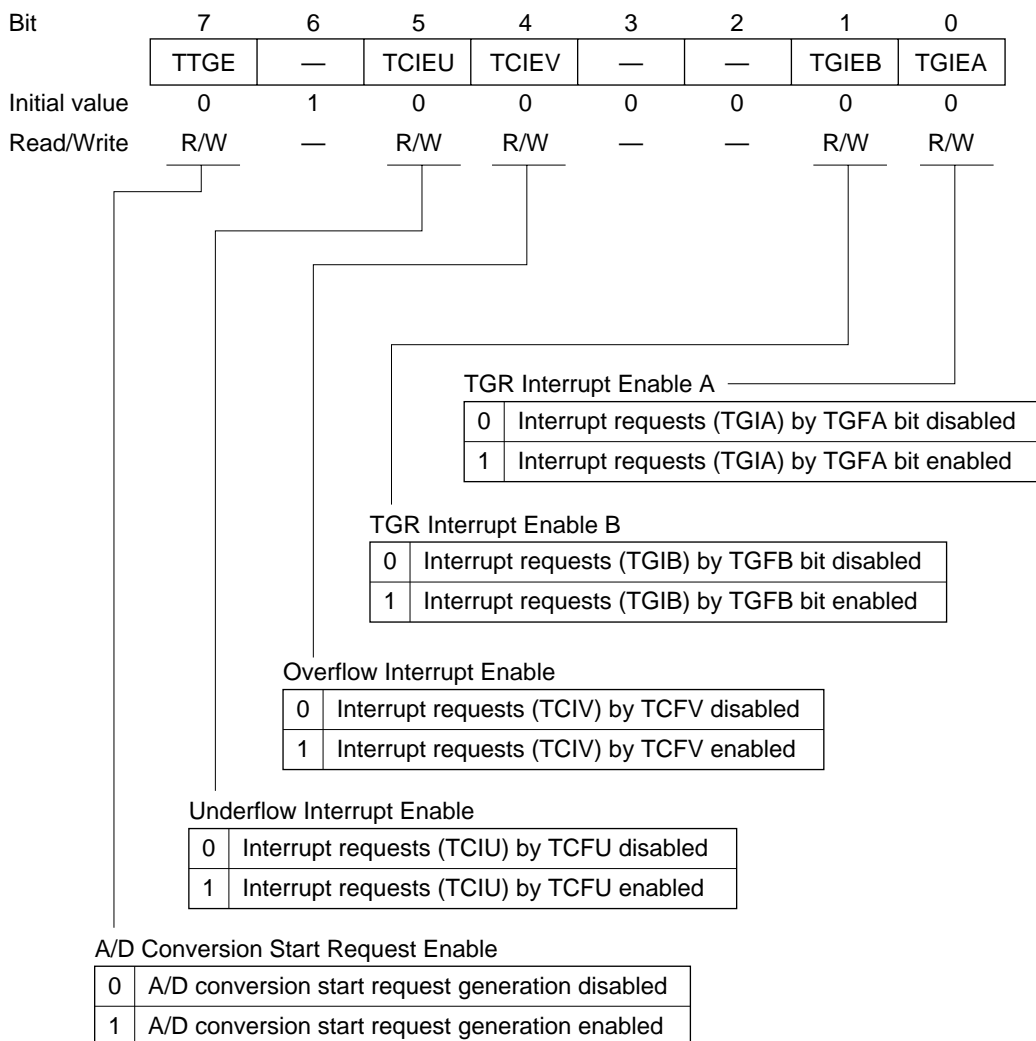 Bit 7 6 5 4 3 2 1 0
TTGE — TCIEU TCIEV — — TGIEB TGIEA
Initial value 0 1 0 0 0 0 0 0
Read/Write R/W — R/W R/W — — R/W R/W
TGR Interrupt Enable A
0 Interrupt requests (TGIA) by TGFA bit disabled
1 Interrupt requests (TGIA) by TGFA bit enabled
TGR Interrupt Enable B
0 Interrupt requests (TGIB) by TGFB bit disabled
1 Interrupt requests (TGIB) by TGFB bit enabled
Overflow Interrupt Enable
0 Interrupt requests (TCIV) by TCFV disabled
1 Interrupt requests (TCIV) by TCFV enabled
Underflow Interrupt Enable
0 Interrupt requests (TCIU) by TCFU disabled
1 Interrupt requests (TCIU) by TCFU enabled
A/D Conversion Start Request Enable
0 A/D conversion start request generation disabled
1 A/D conversion start request generation enabled